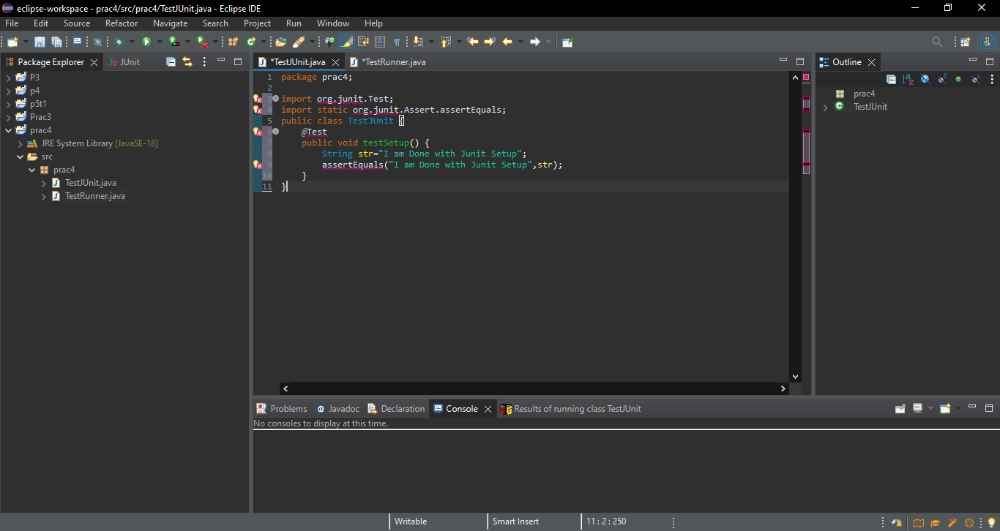 eclipse-workspace - prac4/src/prac4/TestJUnit.java - Eclipse IDE
File Edit Source Refactor Navigate Search Project Run Window Help
Package Explorer JUnit
P3
p4
p5t1
Prac3
prac4
JRE System Library [JavaSE-18]
src
prac4
TestJUnit.java
TestRunner.java
*TestJUnit.java *TestRunner.java
1 package prac4;
2
3 import org.junit.Test;
4 import static org.junit.Assert.assertEquals;
5 public class TestJUnit {
6 @Test
7 public void testSetup() {
8 String str="I am Done with Junit Setup";
9 assertEquals("I am Done with Junit Setup",str);
10 }
11 }
Outline
prac4
TestJUnit
Problems @ Javadoc Declaration Console Results of running class TestJUnit
No consoles to display at this time.
Writable Smart Insert 11 : 2 : 250